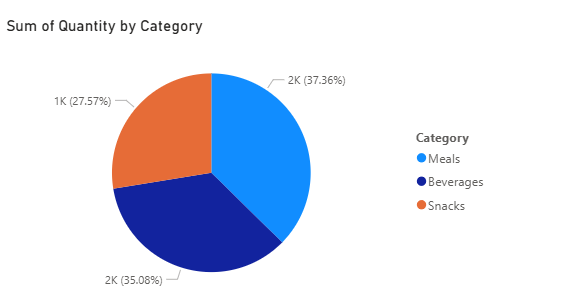 Sum of Quantity by Category
2K (37.36%)
1K (27.57%)
2K (35.08%)
Category
Meals
Beverages
Snacks